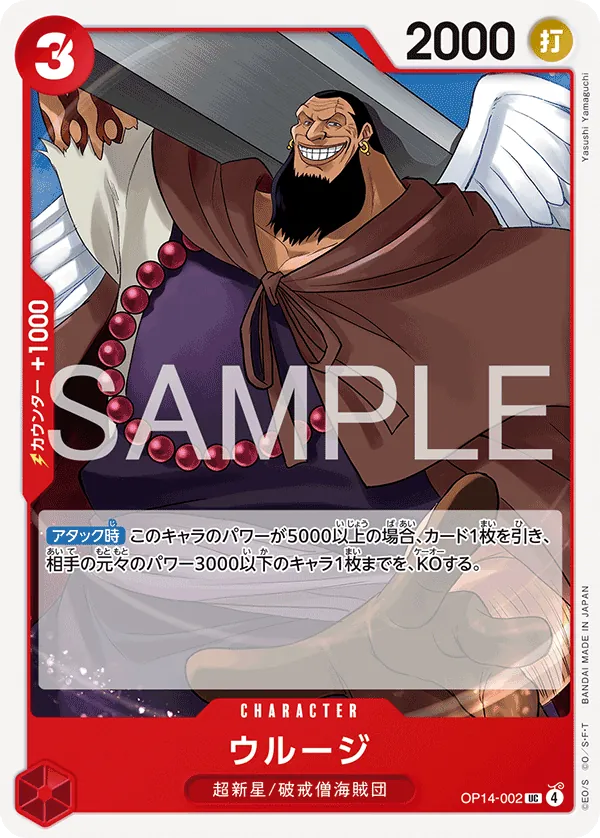 3
2000
打
Yasushi Yamaguchi
カウンター +1000
SAMPLE
アタック時 このキャラのパワーが5000以上の場合、カード1枚を引き、
相手の元々のパワー3000以下のキャラ1枚までを、KOする。
CHARACTER
ウルージ
超新星/破戒僧海賊団
OP14-002 UC 4
©EO/S ©O/S・F・T BANDAI MADE IN JAPAN